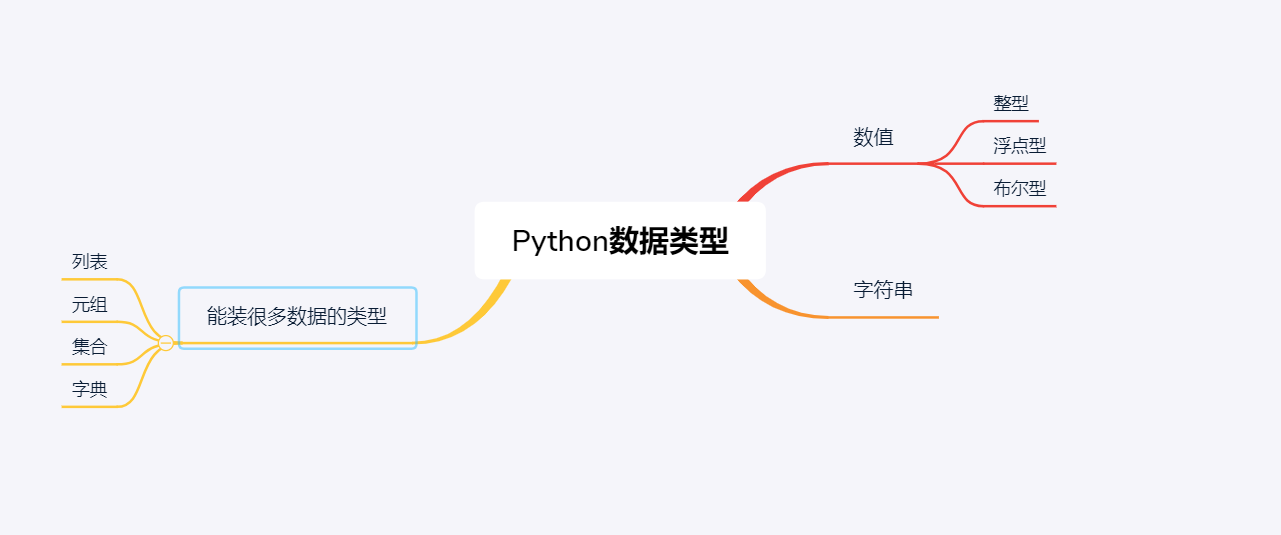 Python数据类型
数值
整型
浮点型
布尔型
字符串
能装很多数据的类型
列表
元组
集合
字典